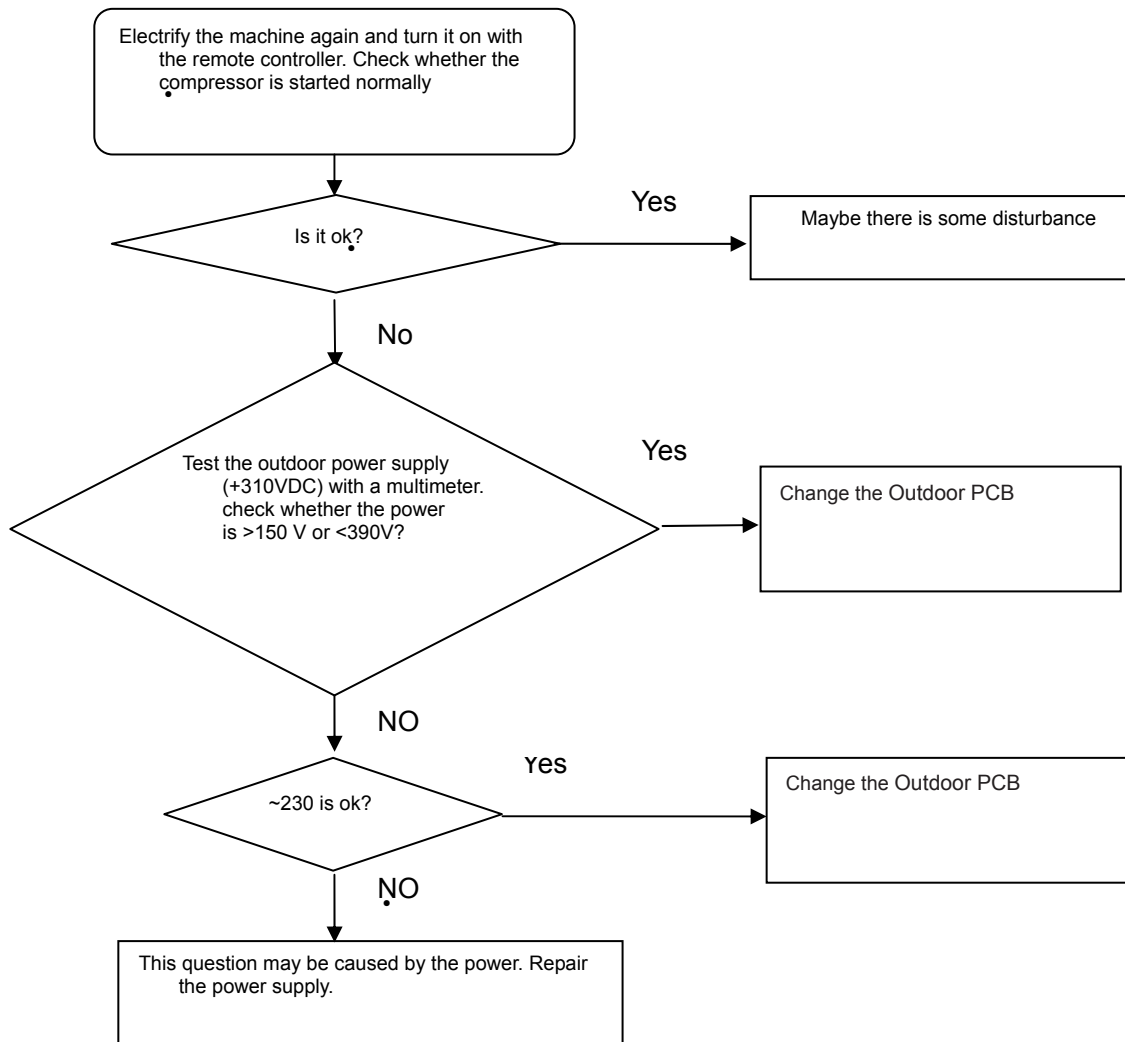 Electrify the machine again and turn it on with
the remote controller. Check whether the
compressor is started normally
Is it ok?
Yes
Maybe there is some disturbance
No
Test the outdoor power supply
(+310VDC) with a multimeter.
check whether the power
is >150 V or <390V?
Yes
Change the Outdoor PCB
NO
~230 is ok?
Yes
Change the Outdoor PCB
NO
This question may be caused by the power. Repair
the power supply.